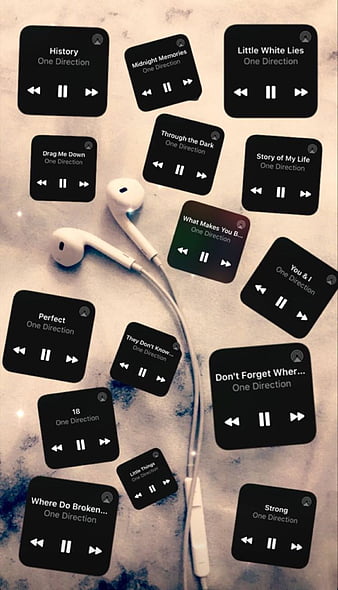 History
One Direction
Midnight Memories
One Direction
Little White Lies
One Direction
Drag Me Down
One Direction
Through the Dark
One Direction
Story of My Life
One Direction
What Makes You B...
One Direction
You & I
One Direction
Perfect
One Direction
They Don't Know...
One Direction
Don't Forget Wher...
One Direction
18
One Direction
Little Things
One Direction
Where Do Broken...
One Direction
Strong
One Direction